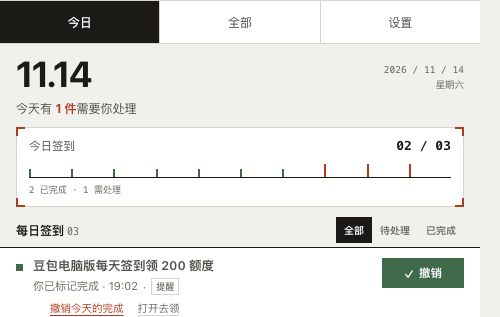 今日 全部 设置
11.14
2026 / 11 / 14
星期六
今天有 1 件需要你处理
今日签到 02 / 03
2 已完成 · 1 需处理
每日签到 03 全部 待处理 已完成
豆包电脑版每天签到领 200 额度
你已标记完成 · 19:02 · 提醒
✓ 撤销
撤销今天的完成 打开去领